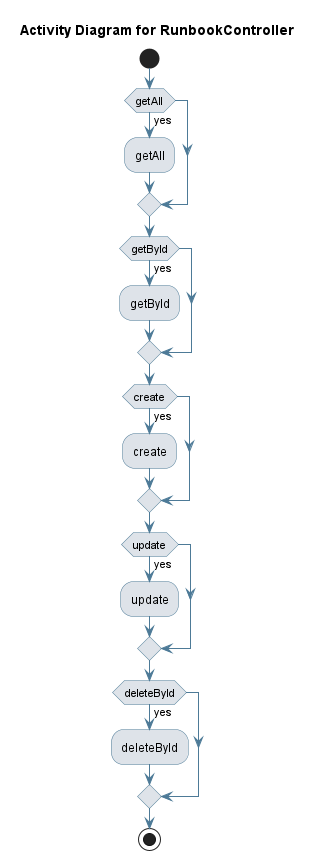 Activity Diagram for RunbookController
getAll
yes
getAll
getById
yes
getById
create
yes
create
update
yes
update
deleteById
yes
deleteById